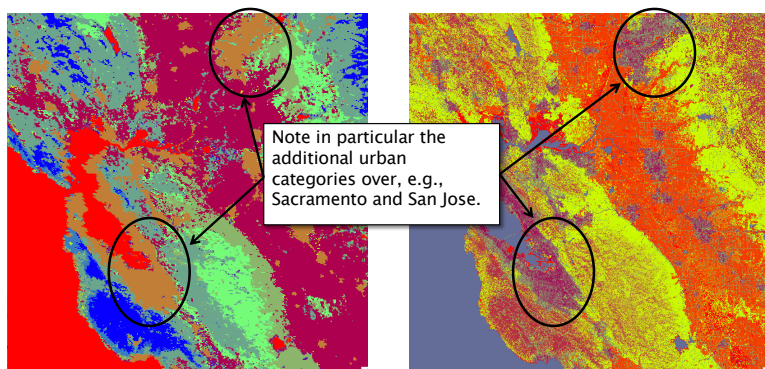 Note in particular the
additional urban
categories over, e.g.,
Sacramento and San Jose.